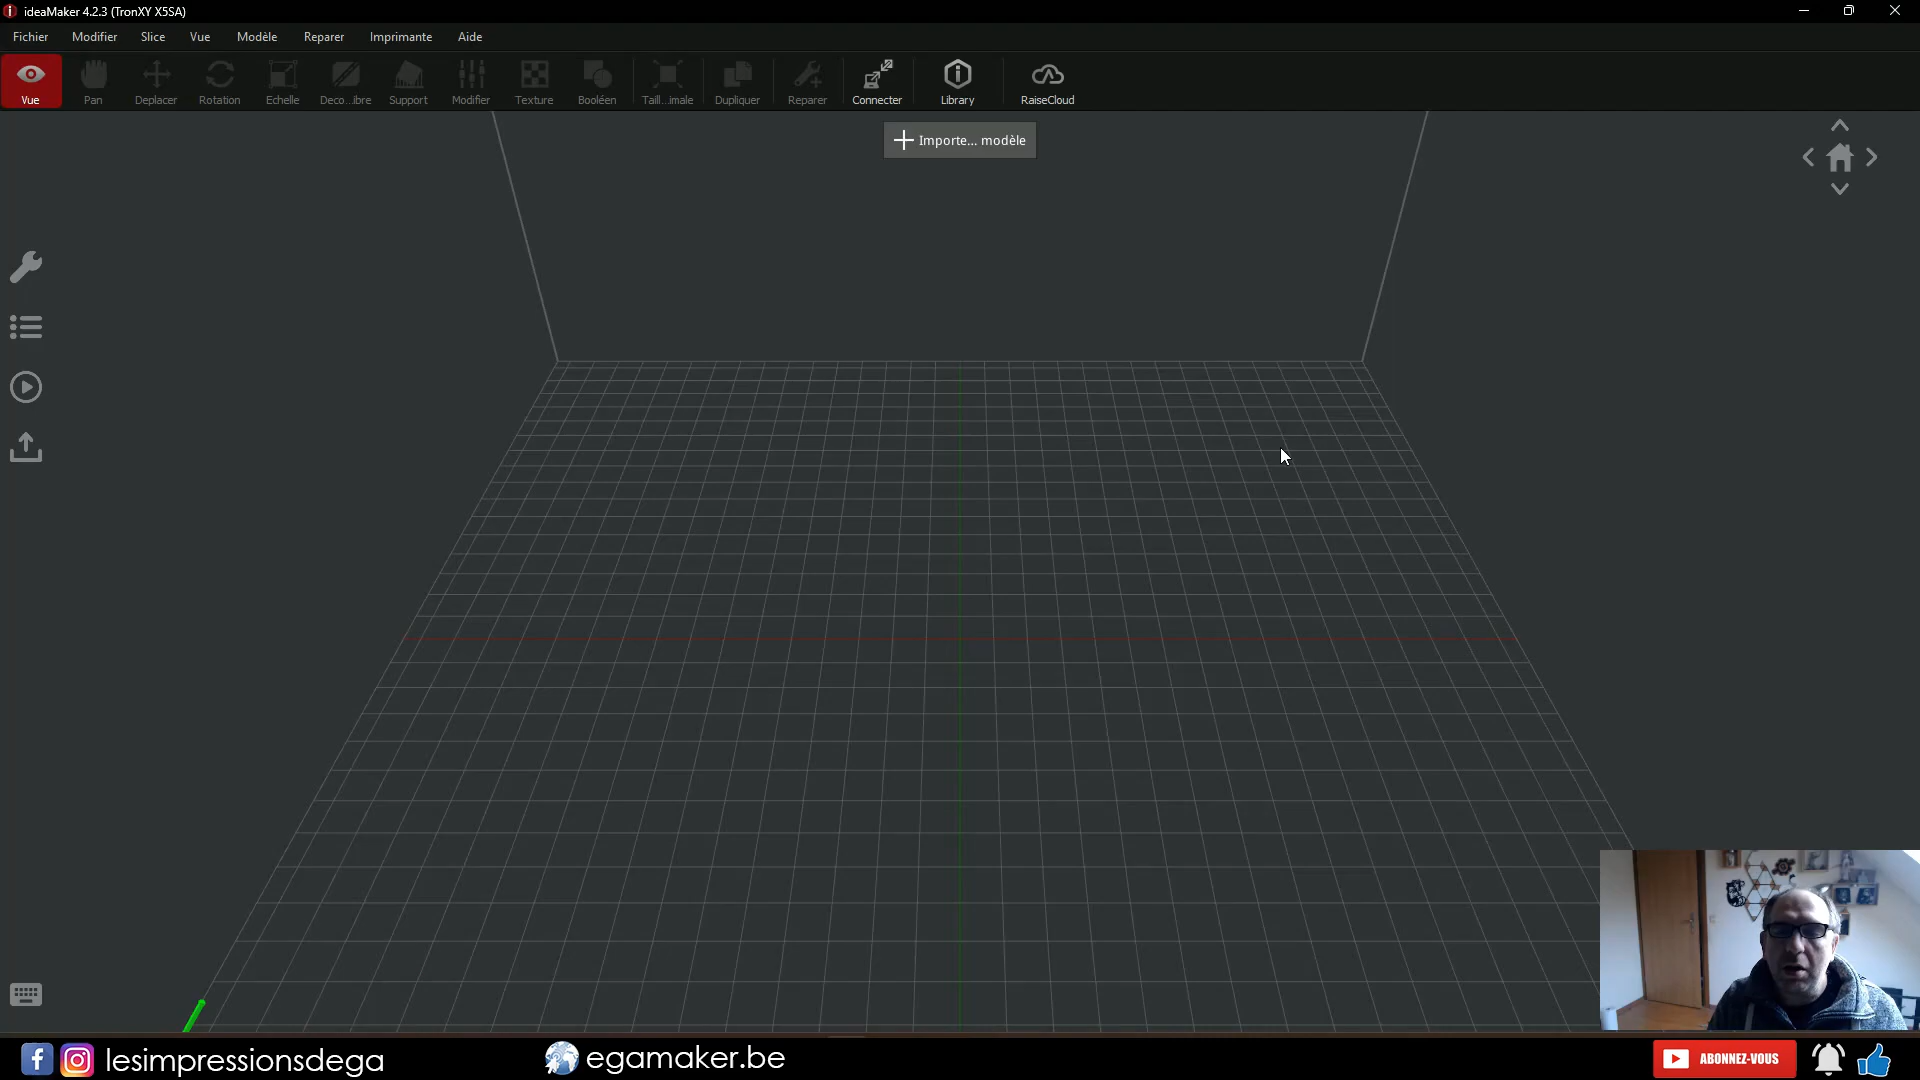 ideaMaker 4.2.3 (TronXY X5SA)
Fichier Modifier Slice Vue Modèle Reparer Imprimante Aide
Vue Pan Deplacer Rotation Echelle Deco...ibre Support Modifier Texture Booléen Taill...imale Dupliquer Reparer Connecter Library RaiseCloud
Importe... modèle
lesimpressionsdega egamaker.be ABONNEZ-VOUS